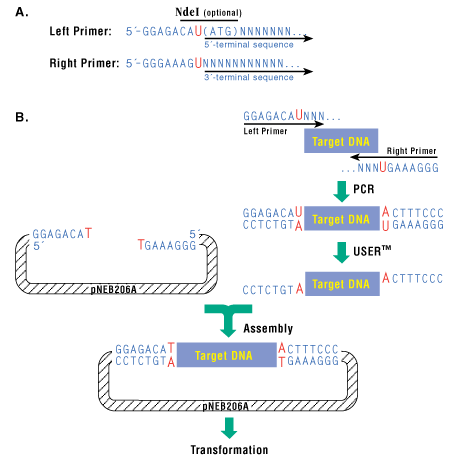 A.
NdeI (optional)
Left Primer: 5´-GGAGACAU(ATG)NNNNNNN...
5´-terminal sequence
Right Primer: 5´-GGGAAAGUNNNNNNNNNNN...
3´-terminal sequence
B.
GGAGACAUNNN...
Left Primer
Target DNA
Right Primer
...NNNUGAAAGGG
PCR
GGAGACAU Target DNA ACTTTCCC
CCTCTGTA UGAAAGGG
USER™
GGAGACAT 5´
5´ TGAAAGGG
pNEB206A
Target DNA ACTTTCCC
CCTCTGTA
Assembly
GGAGACAT Target DNA ACTTTCCC
CCTCTGTA TGAAAGGG
pNEB206A
Transformation